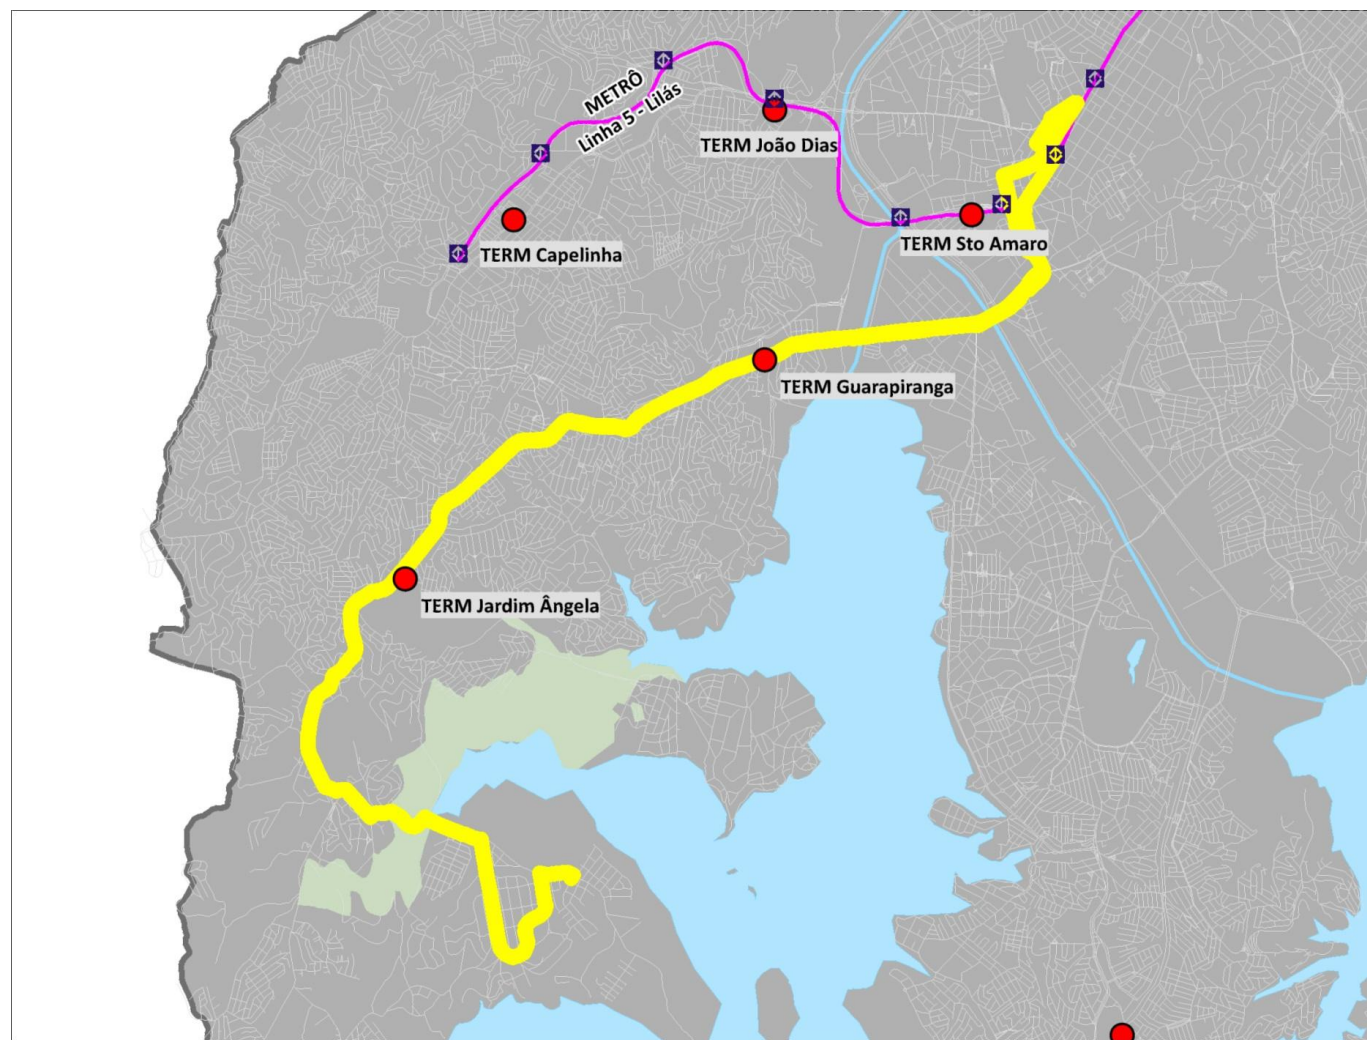 METRÔ
Linha 5 - Lilás
TERM João Dias
TERM Capelinha
TERM Sto Amaro
TERM Guarapiranga
TERM Jardim Ângela